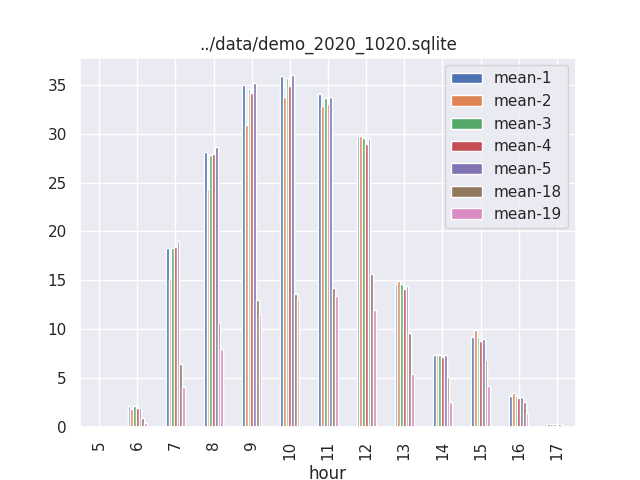 ../data/demo_2020_1020.sqlite
35
30
25
20
15
10
5
0
mean-1
mean-2
mean-3
mean-4
mean-5
mean-18
mean-19
5 6 7 8 9 10 11 12 13 14 15 16 17
hour